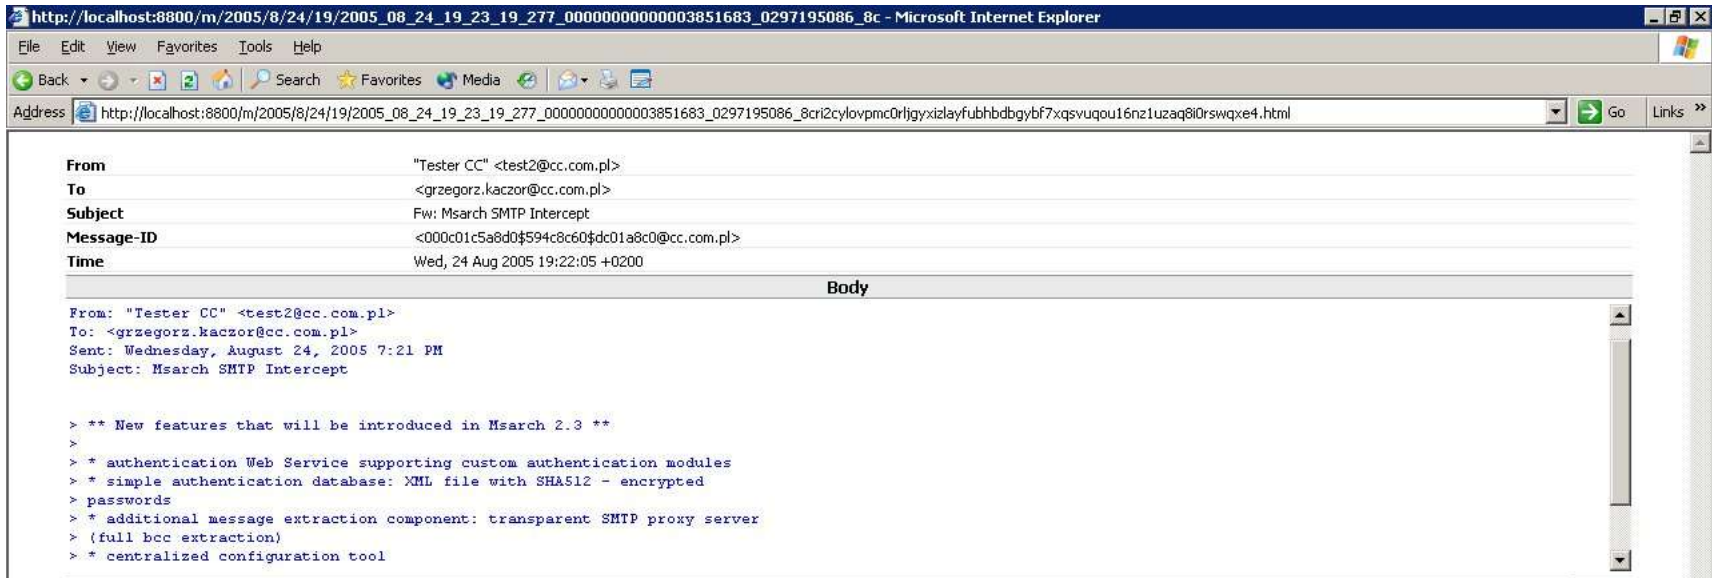 http://localhost:8800/m/2005/8/24/19/2005_08_24_19_23_19_277_00000000000003851683_0297195086_8c - Microsoft Internet Explorer
File Edit View Favorites Tools Help
Back Search Favorites Media
Address http://localhost:8800/m/2005/8/24/19/2005_08_24_19_23_19_277_00000000000003851683_0297195086_8cri2cylovpmc0rljgyxizlayfubhbdbgybf7xqsvuqou16nz1uzaq8i0rswqxe4.html Go Links »
From "Tester CC" <test2@cc.com.pl>
To <grzegorz.kaczor@cc.com.pl>
Subject Fw: Msarch SMTP Intercept
Message-ID <000c01c5a8d0$594c8c60$dc01a8c0@cc.com.pl>
Time Wed, 24 Aug 2005 19:22:05 +0200
Body
From: "Tester CC" <test2@cc.com.pl>
To: <grzegorz.kaczor@cc.com.pl>
Sent: Wednesday, August 24, 2005 7:21 PM
Subject: Msarch SMTP Intercept
> ** New features that will be introduced in Msarch 2.3 **
>
> * authentication Web Service supporting custom authentication modules
> * simple authentication database: XML file with SHA512 - encrypted
> passwords
> * additional message extraction component: transparent SMTP proxy server
> (full bcc extraction)
> * centralized configuration tool